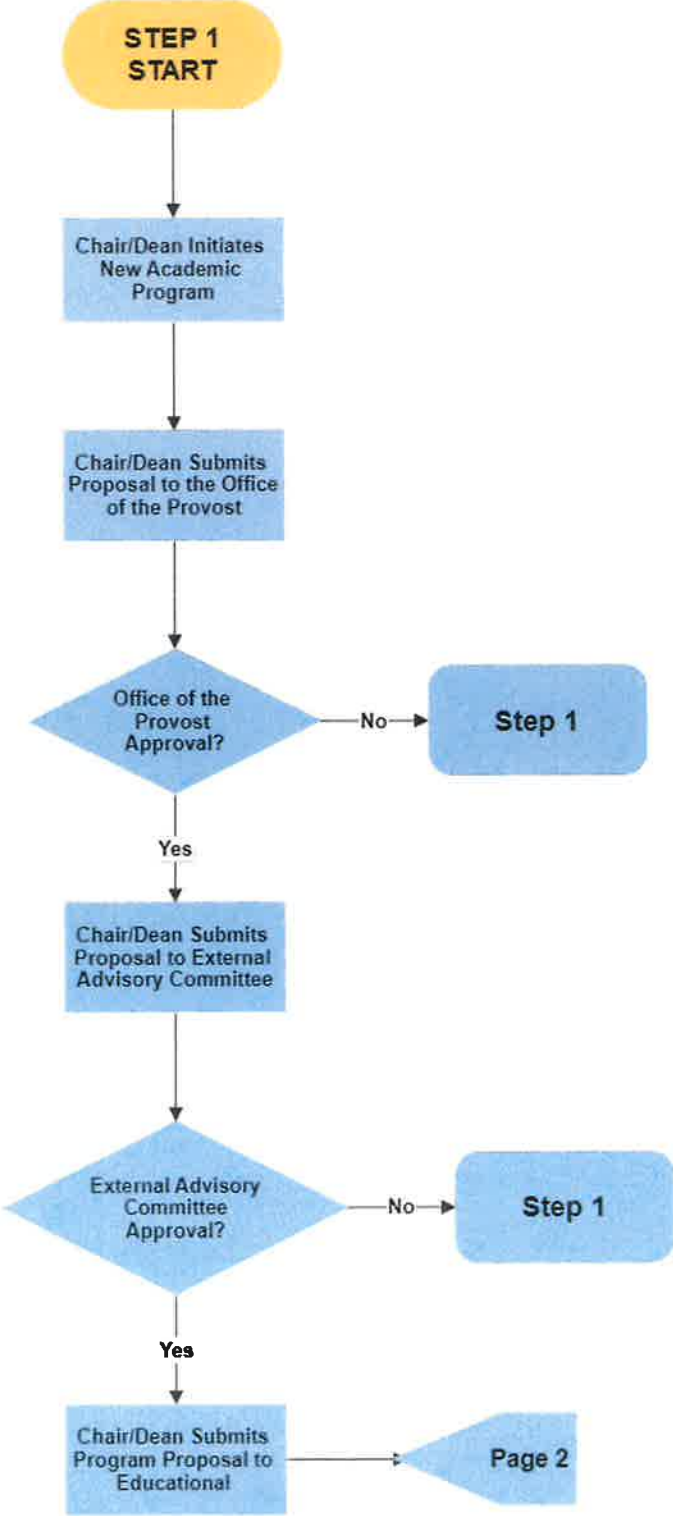 STEP 1
START
Chair/Dean Initiates
New Academic
Program
Chair/Dean Submits
Proposal to the Office
of the Provost
Office of the
Provost
Approval?
No
Step 1
Yes
Chair/Dean Submits
Proposal to External
Advisory Committee
External Advisory
Committee
Approval?
No
Step 1
Yes
Chair/Dean Submits
Program Proposal to
Educational
Page 2